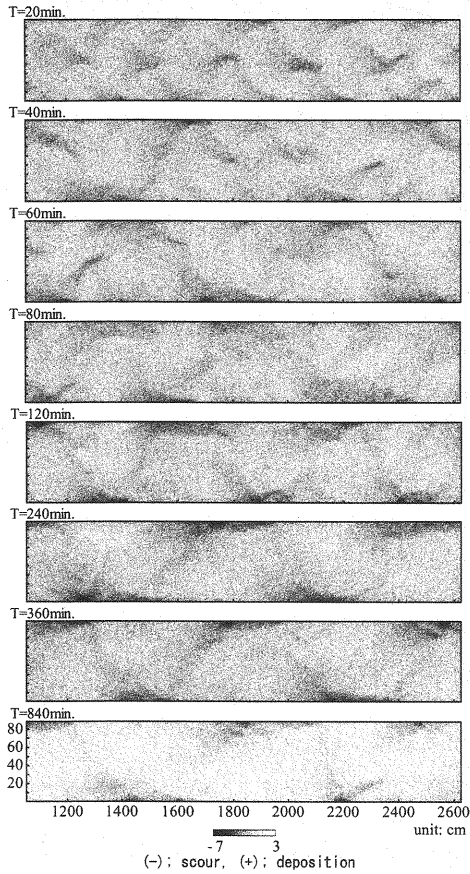 T=20min.
T=40min.
T=60min.
T=80min.
T=120min.
T=240min.
T=360min.
T=840min.
80
60
40
20
1200 1400 1600 1800 2000 2200 2400 2600
unit: cm
-7 3
(-); scour, (+); deposition